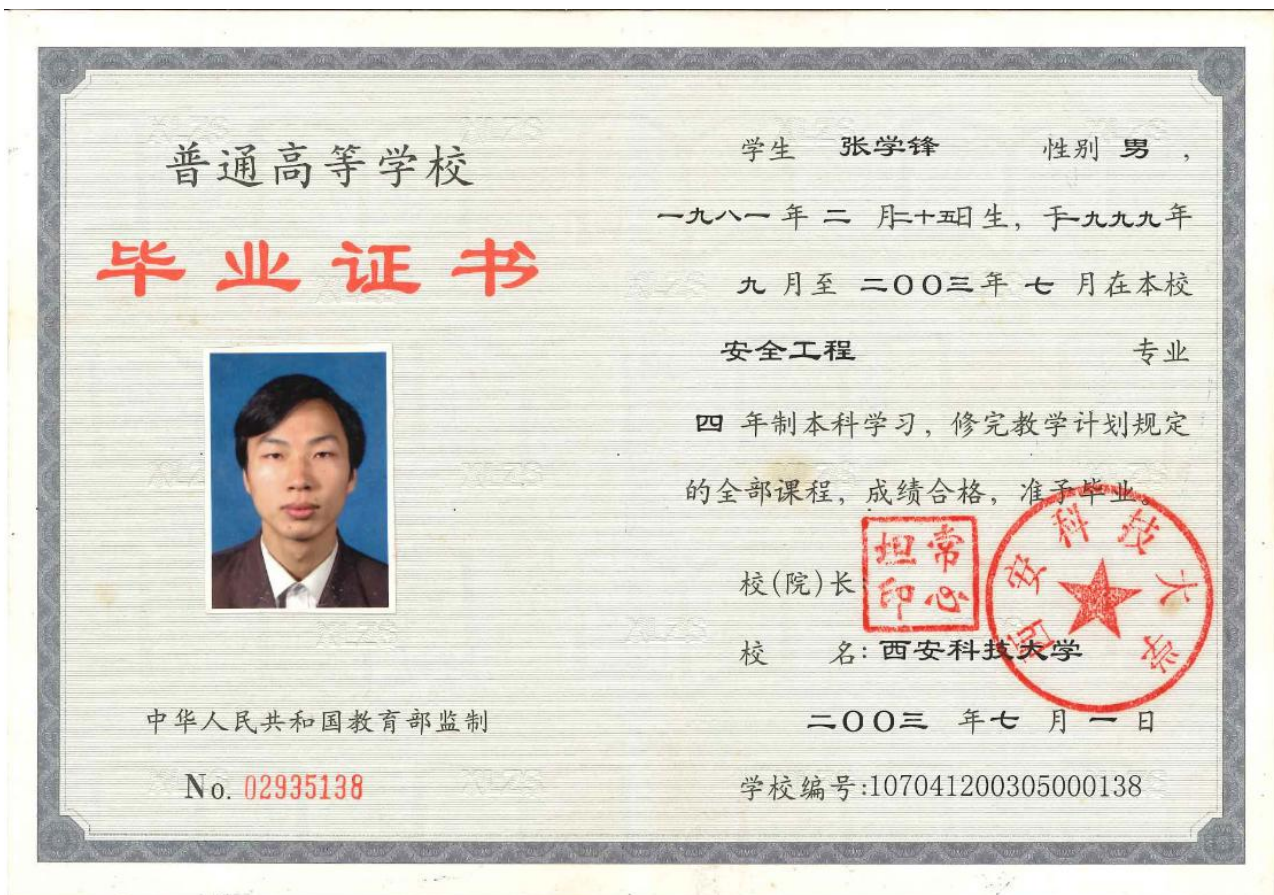 普通高等学校
毕业证书
中华人民共和国教育部监制
No. 02935138
学生 张学锋 性别 男 ,
一九八一 年 二 月二十五日生, 于一九九九年
九 月至 二〇〇三年 七 月在本校
安全工程 专业
四 年制本科学习, 修完教学计划规定
的全部课程, 成绩合格, 准予毕业。
校(院)长:
常心坦印
校 名: 西安科技大学
西安科技大学
二〇〇三 年七 月 一 日
学校编号:107041200305000138